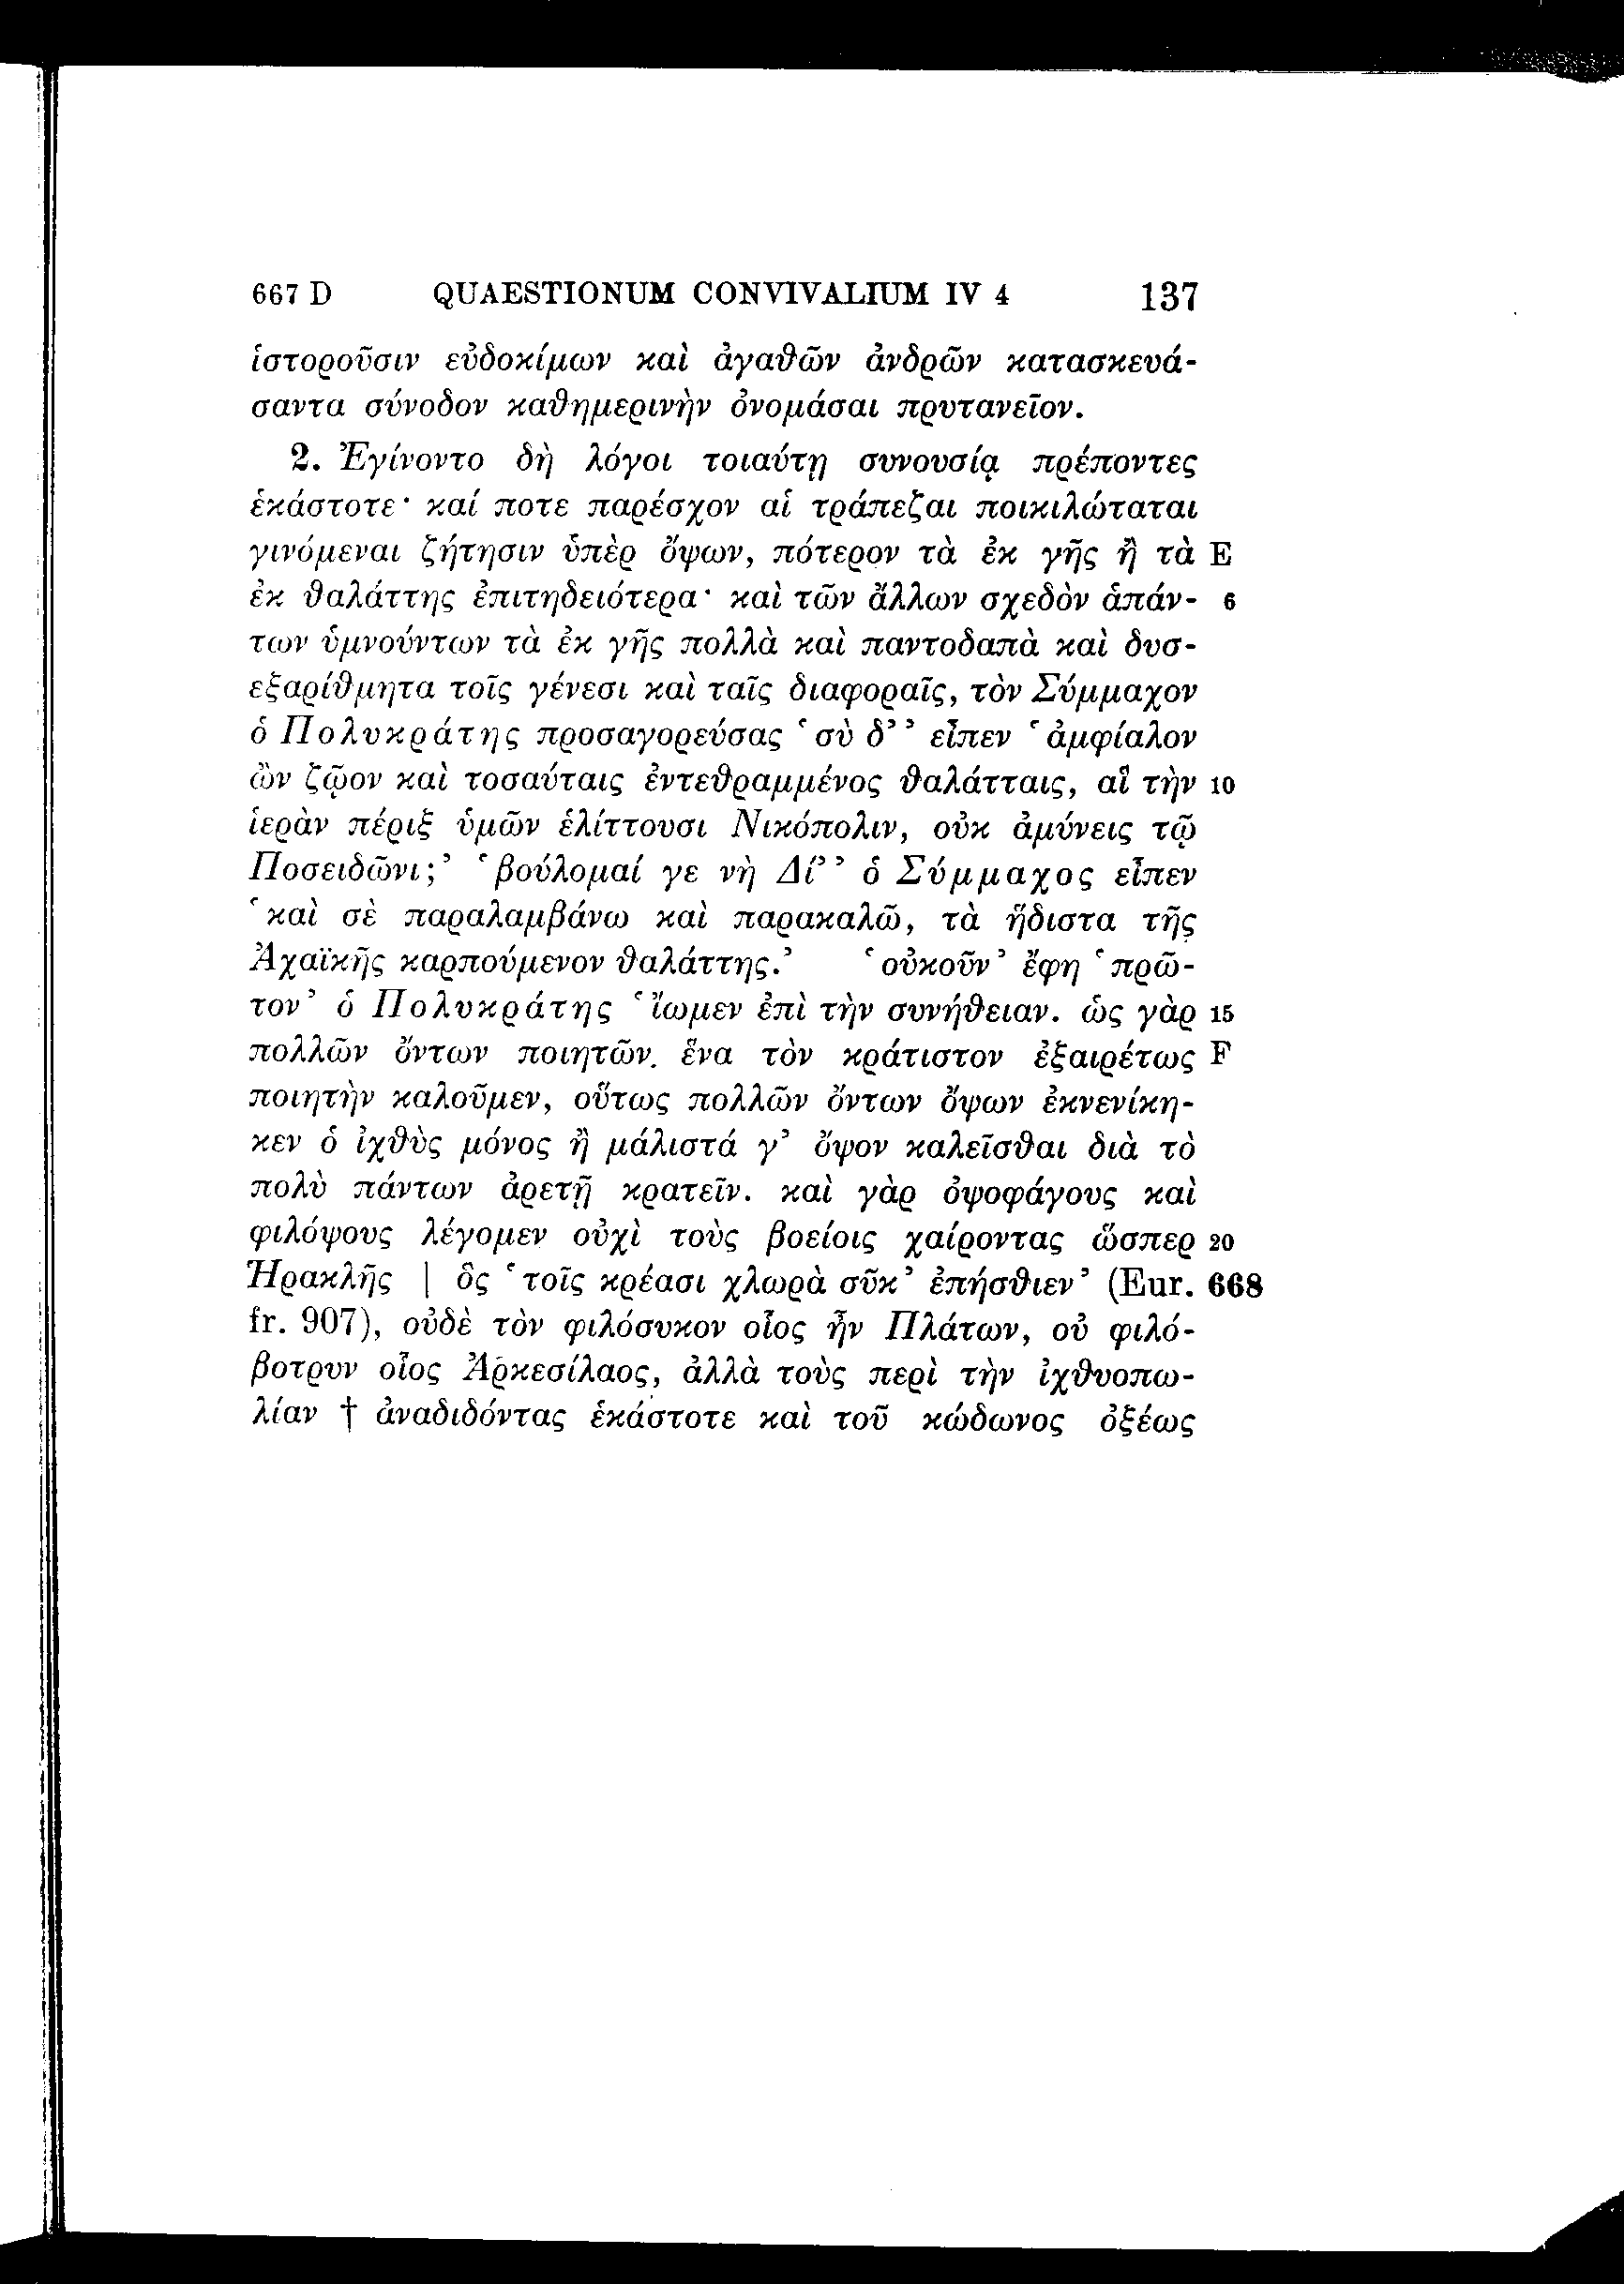 667 D QUAESTIONUM CONVIVALIUM IV 4 137
ἱστοροῦσιν εὐδοκίμων καὶ ἀγαθῶν ἀνδρῶν κατασκευά-
σαντα σύνοδον καθημερινὴν ὀνομάσαι πρυτανεῖον.
2. Ἐγίνοντο δὴ λόγοι τοιαύτῃ συνουσίᾳ πρέποντες
ἑκάστοτε· καί ποτε παρέσχον αἱ τράπεζαι ποικιλώταται
γινόμεναι ζήτησιν ὑπὲρ ὄψων, πότερον τὰ ἐκ γῆς ἢ τὰ E
ἐκ θαλάττης ἐπιτηδειότερα· καὶ τῶν ἄλλων σχεδὸν ἁπάν- 6
των ὑμνούντων τὰ ἐκ γῆς πολλὰ καὶ παντοδαπὰ καὶ δυσ-
εξαρίθμητα τοῖς γένεσι καὶ ταῖς διαφοραῖς, τὸν Σύμμαχον
ὁ Πολυκράτης προσαγορεύσας ‘σὺ δ’’ εἶπεν ‘ἀμφίαλον
ὢν ζῷον καὶ τοσαύταις ἐντεθραμμένος θαλάτταις, αἳ τὴν 10
ἱερὰν πέριξ ὑμῶν ἑλίττουσι Νικόπολιν, οὐκ ἀμύνεις τῷ
Ποσειδῶνι;’ ‘βούλομαί γε νὴ Δί’’ ὁ Σύμμαχος εἶπεν
‘καὶ σὲ παραλαμβάνω καὶ παρακαλῶ, τὰ ἥδιστα τῆς
Ἀχαϊκῆς καρπούμενον θαλάττης.’ ‘οὐκοῦν’ ἔφη ‘πρῶ-
τον’ ὁ Πολυκράτης ‘ἴωμεν ἐπὶ τὴν συνήθειαν. ὡς γὰρ 15
πολλῶν ὄντων ποιητῶν. ἕνα τὸν κράτιστον ἐξαιρέτως F
ποιητὴν καλοῦμεν, οὕτως πολλῶν ὄντων ὄψων ἐκνενίκη-
κεν ὁ ἰχθὺς μόνος ἢ μάλιστά γ’ ὄψον καλεῖσθαι διὰ τὸ
πολὺ πάντων ἀρετῇ κρατεῖν. καὶ γὰρ ὀψοφάγους καὶ
φιλόψους λέγομεν οὐχὶ τοὺς βοείοις χαίροντας ὥσπερ 20
Ἡρακλῆς | ὃς ‘τοῖς κρέασι χλωρὰ σῦκ’ ἐπήσθιεν’ (Eur. 668
fr. 907), οὐδὲ τὸν φιλόσυκον οἷος ἦν Πλάτων, οὐ φιλό-
βοτρυν οἷος Ἀρκεσίλαος, ἀλλὰ τοὺς περὶ τὴν ἰχθυοπω-
λίαν † ἀναδιδόντας ἑκάστοτε καὶ τοῦ κώδωνος ὀξέως